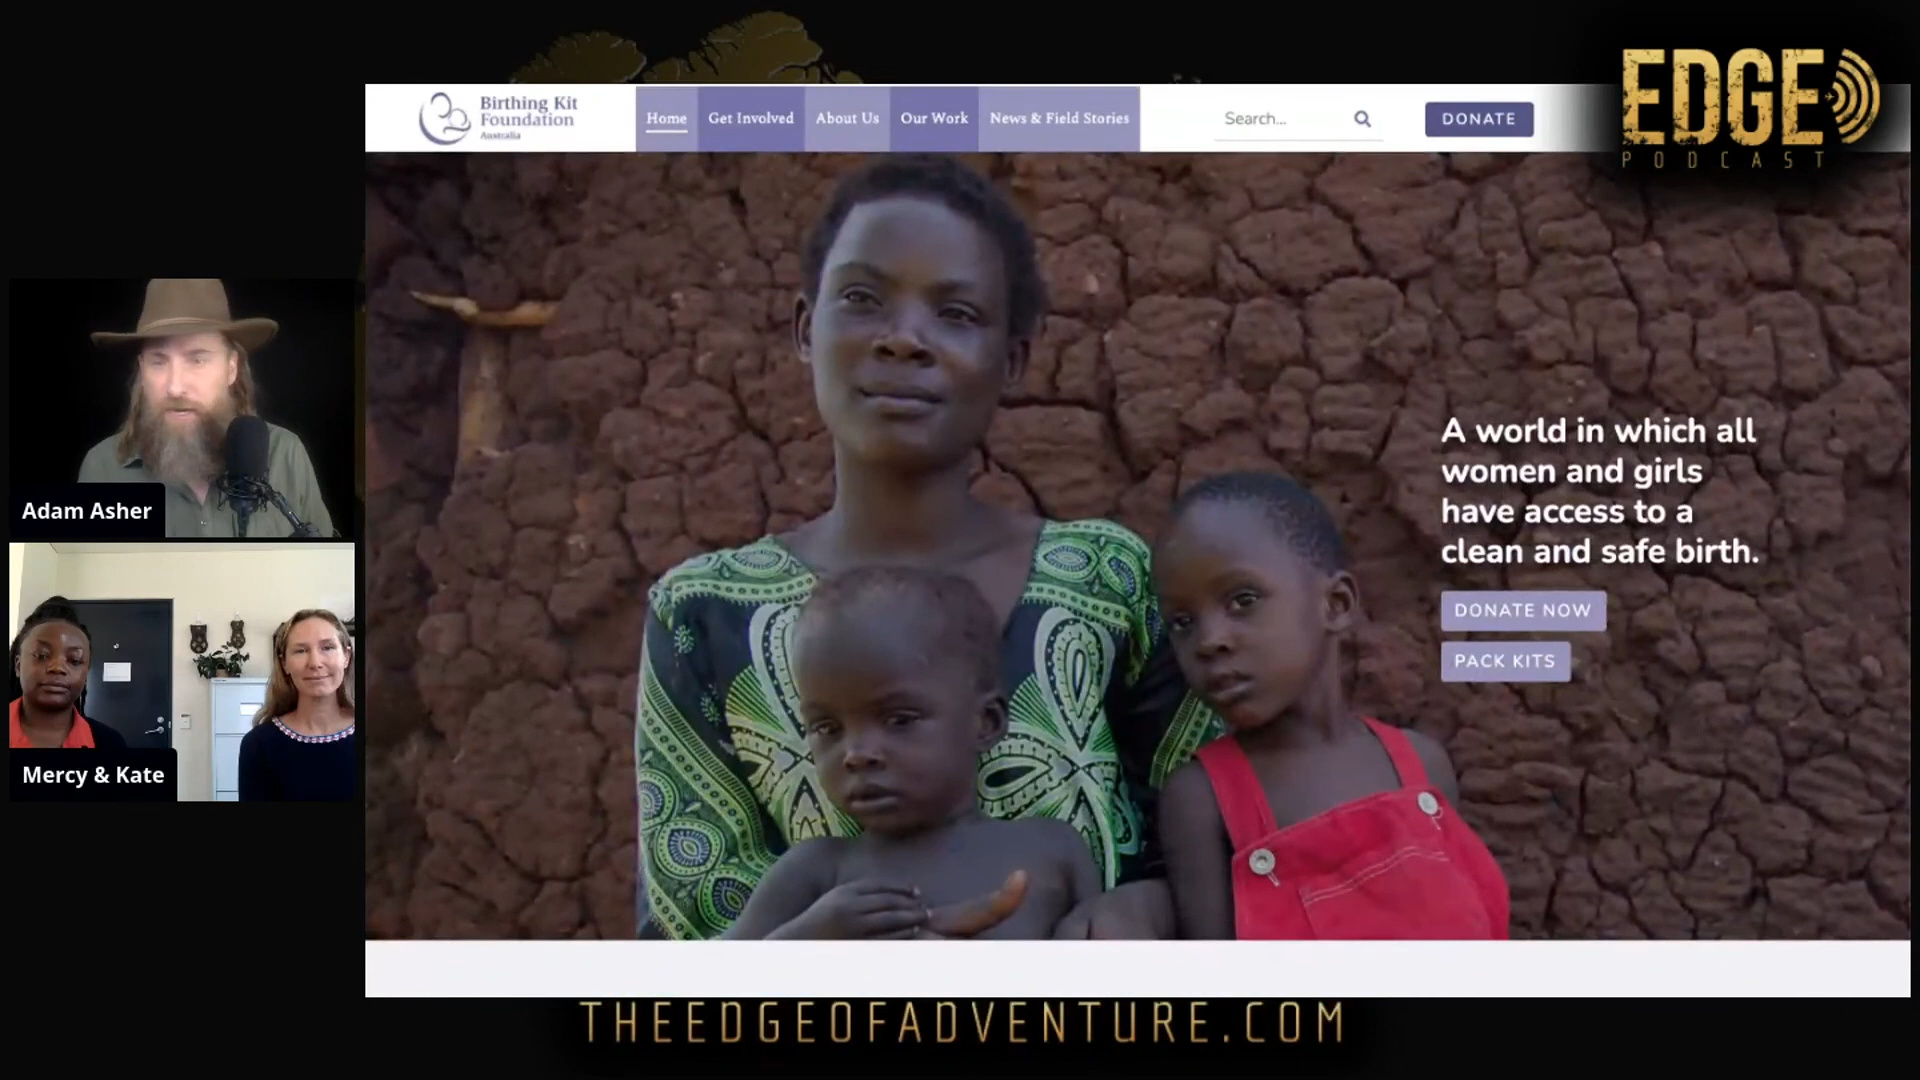 EDGE
PODCAST
Birthing Kit
Foundation
Australia
Home
Get Involved
About Us
Our Work
News & Field Stories
Search...
DONATE
Adam Asher
Mercy & Kate
A world in which all
women and girls
have access to a
clean and safe birth.
DONATE NOW
PACK KITS
THEEDGEOFADVENTURE.COM